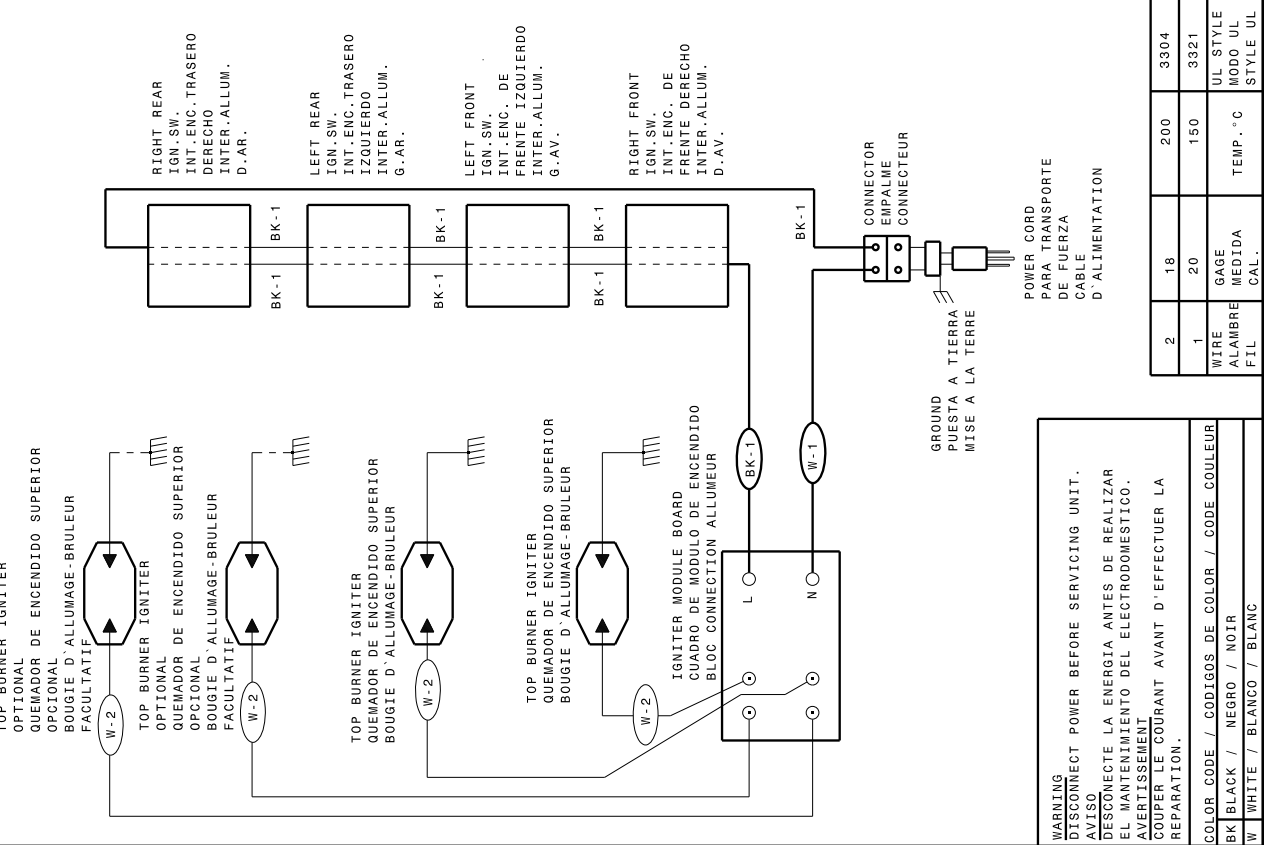 TOP BURNER IGNITER
OPTIONAL
QUEMADOR DE ENCENDIDO SUPERIOR
OPCIONAL
BOUGIE D`ALLUMAGE-BRULEUR
FACULTATIF
W-2
TOP BURNER IGNITER
OPTIONAL
QUEMADOR DE ENCENDIDO SUPERIOR
OPCIONAL
BOUGIE D`ALLUMAGE-BRULEUR
FACULTATIF
W-2
TOP BURNER IGNITER
QUEMADOR DE ENCENDIDO SUPERIOR
BOUGIE D`ALLUMAGE-BRULEUR
W-2
TOP BURNER IGNITER
QUEMADOR DE ENCENDIDO SUPERIOR
BOUGIE D`ALLUMAGE-BRULEUR
W-2
IGNITER MODULE BOARD
CUADRO DE MODULO DE ENCENDIDO
BLOC CONNECTION ALLUMEUR
L
N
BK-1
W-1
RIGHT REAR
IGN.SW.
INT.ENC.TRASERO
DERECHO
INTER.ALLUM.
D.AR.
BK-1
BK-1
LEFT REAR
IGN.SW.
INT.ENC.TRASERO
IZQUIERDO
INTER.ALLUM.
G.AR.
BK-1
BK-1
LEFT FRONT
IGN.SW.
INT.ENC. DE
FRENTE IZQUIERDO
INTER.ALLUM.
G.AV.
BK-1
BK-1
RIGHT FRONT
IGN.SW.
INT.ENC. DE
FRENTE DERECHO
INTER.ALLUM.
D.AV.
BK-1
CONNECTOR
EMPALME
CONNECTEUR
GROUND
PUESTA A TIERRA
MISE A LA TERRE
POWER CORD
PARA TRANSPORTE
DE FUERZA
CABLE
D`ALIMENTATION
WARNING
DISCONNECT POWER BEFORE SERVICING UNIT.
AVISO
DESCONECTE LA ENERGIA ANTES DE REALIZAR
EL MANTENIMIENTO DEL ELECTRODOMESTICO.
AVERTISSEMENT
COUPER LE COURANT AVANT D'EFFECTUER LA
REPARATION.
COLOR CODE / CODIGOS DE COLOR / CODE COULEUR
BK BLACK / NEGRO / NOIR
W WHITE / BLANCO / BLANC
2 18 200 3304
1 20 150 3321
WIRE GAGE TEMP.°C UL STYLE
ALAMBRE MEDIDA MODO UL
FIL CAL. STYLE UL